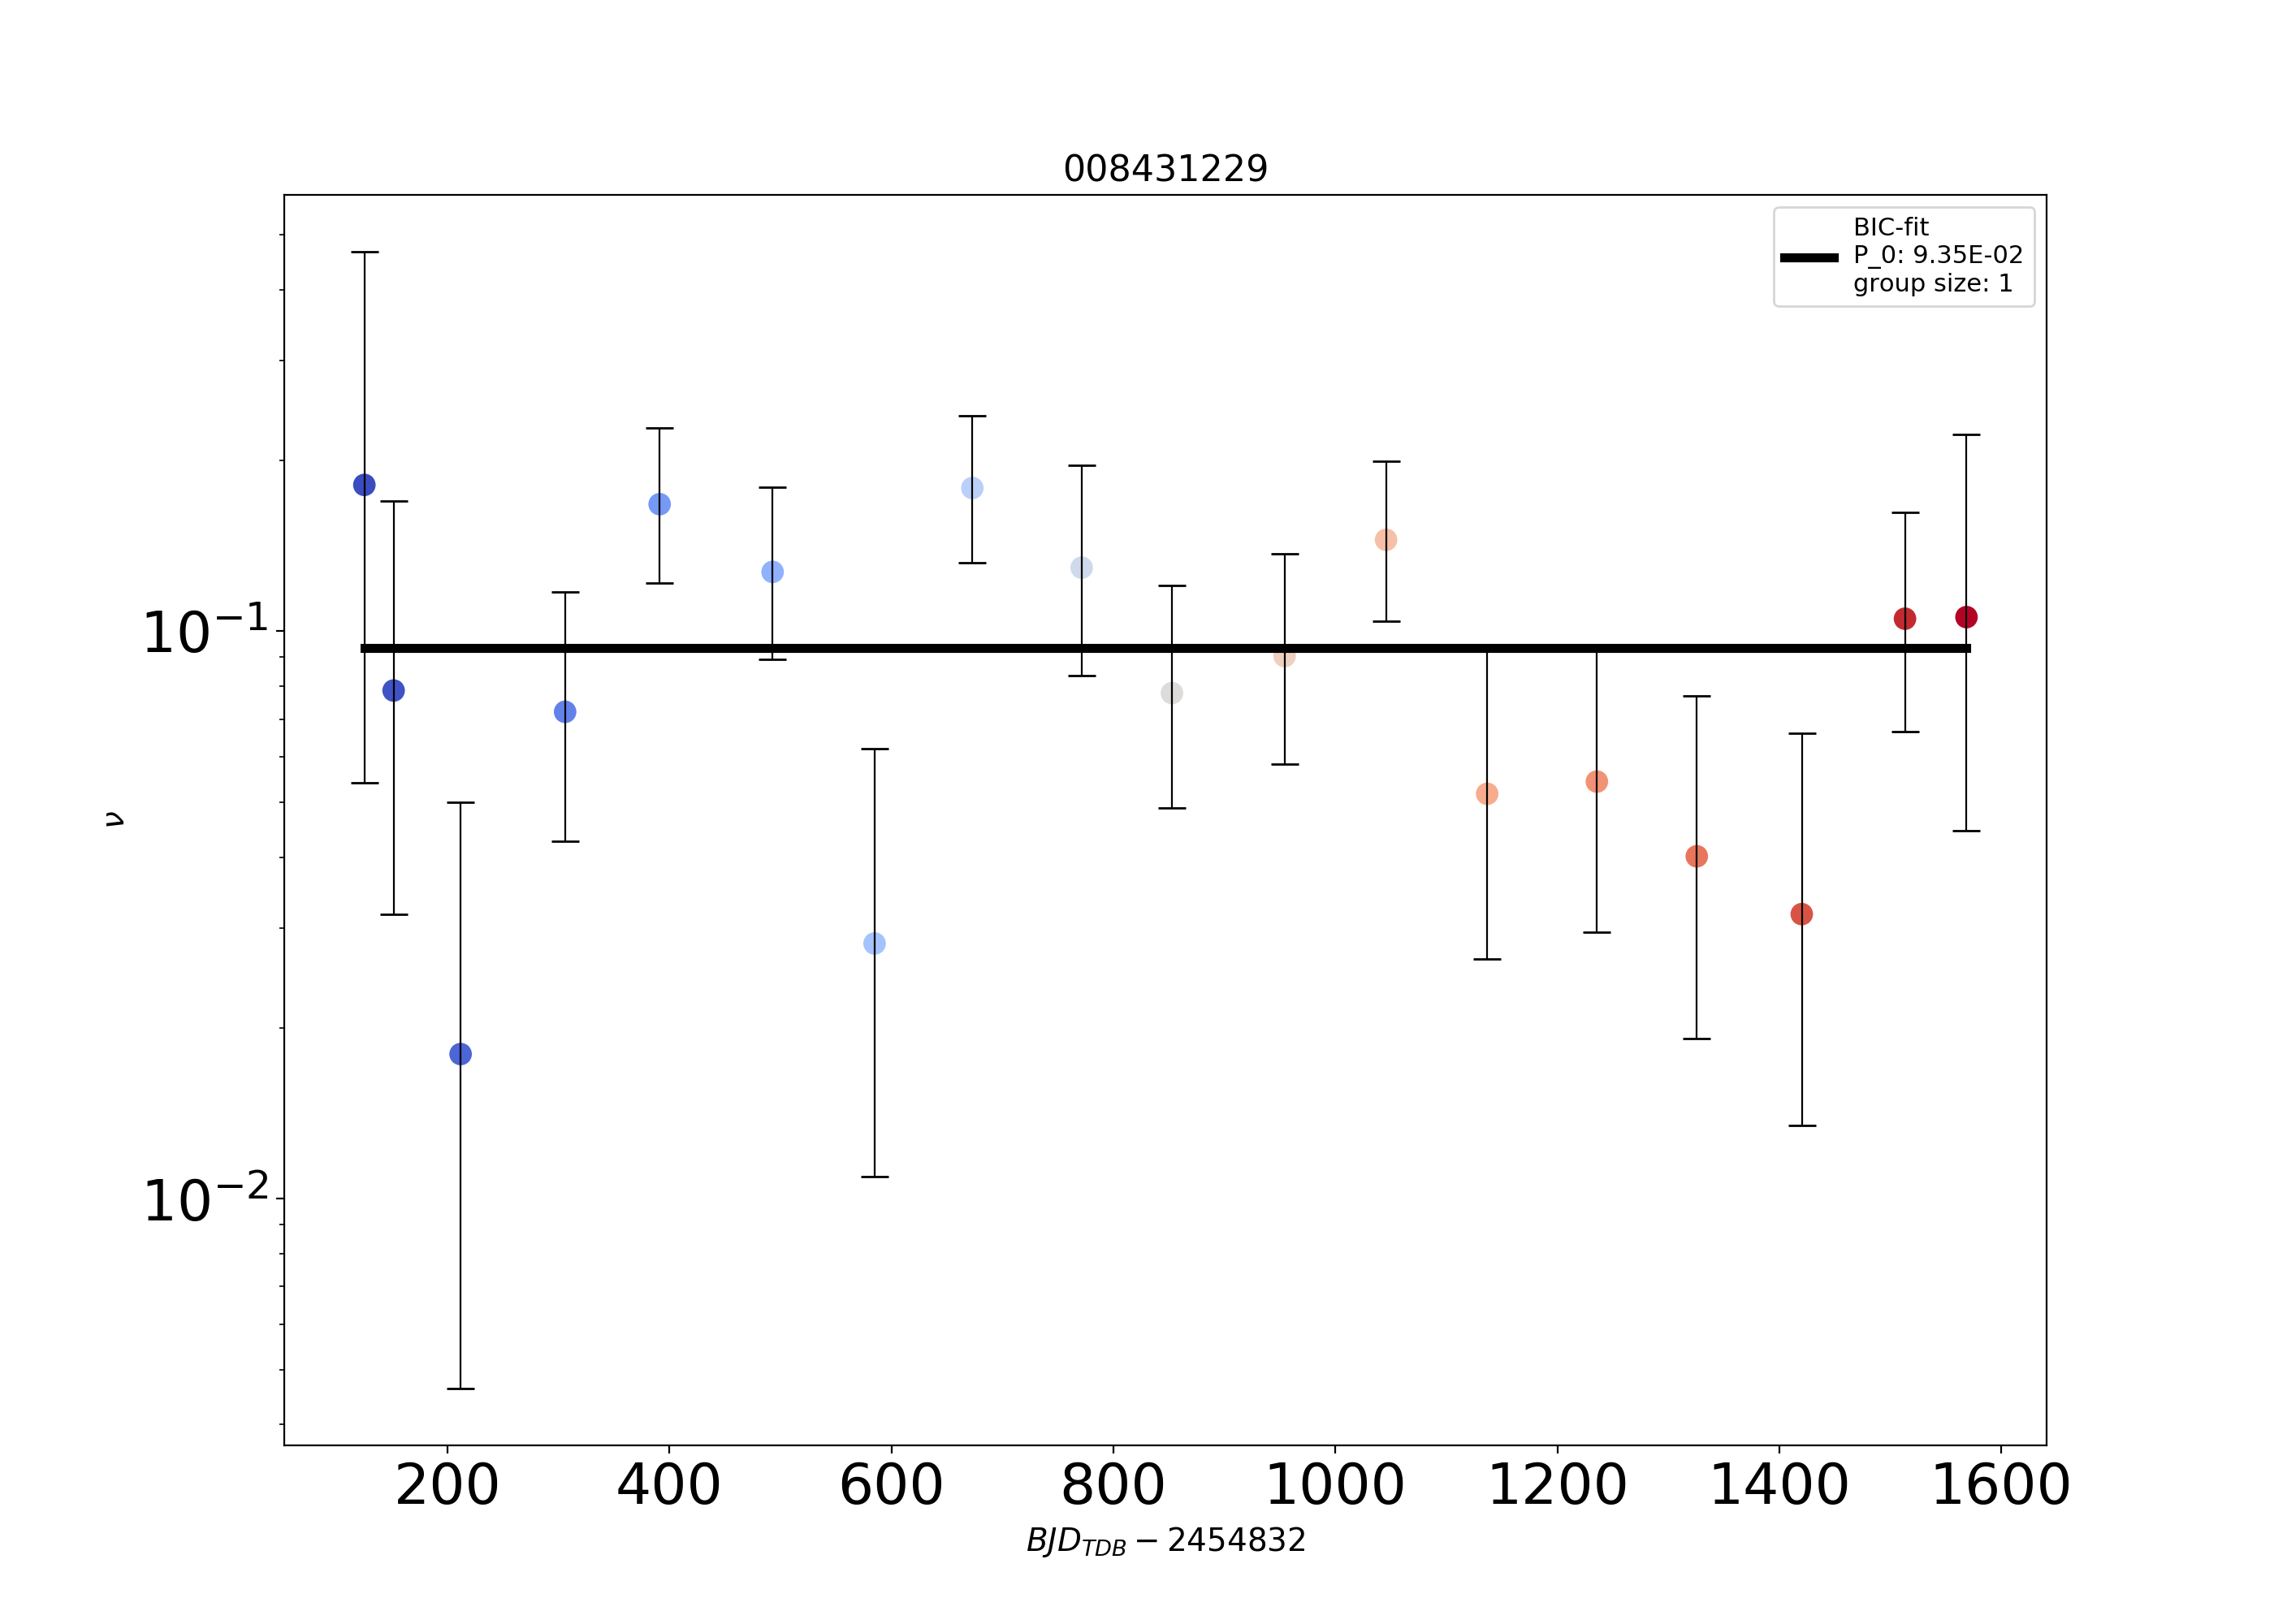 008431229
BIC-fit
P_0: 9.35E-02
group size: 1
10⁻¹
ν
10⁻²
200 400 600 800 1000 1200 1400 1600
BJD_TDB − 2454832